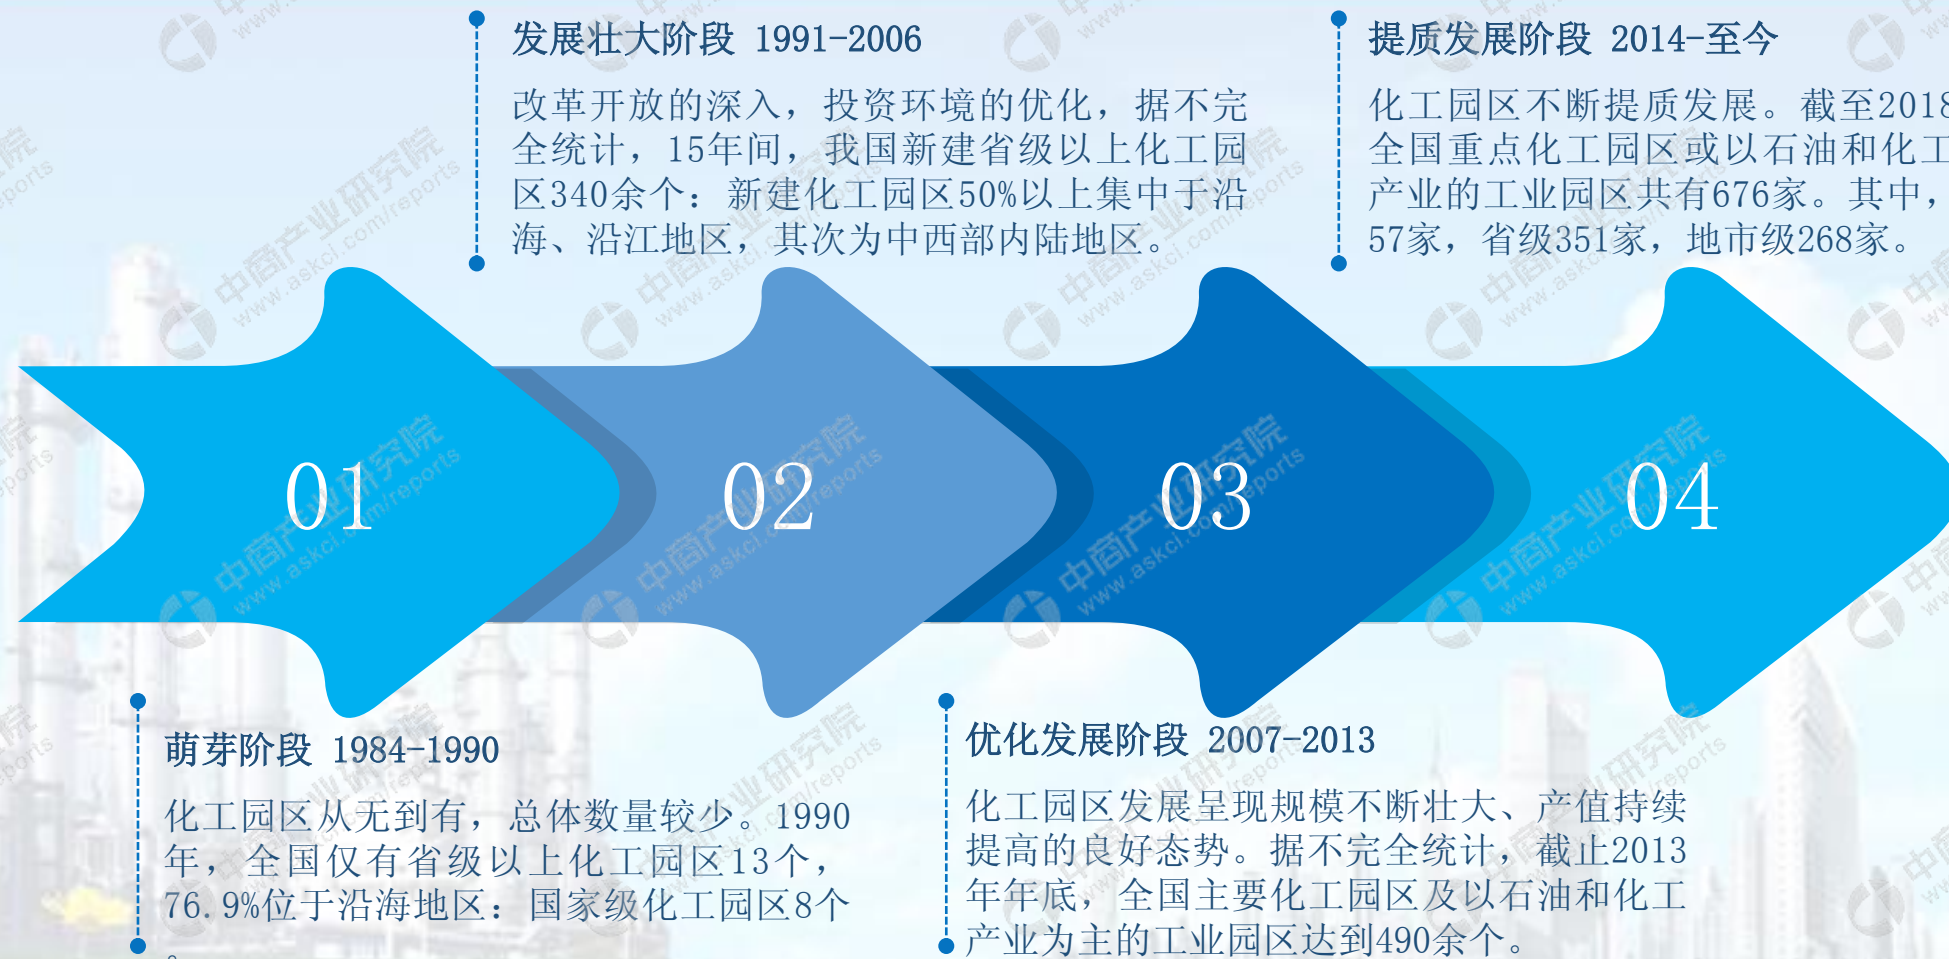 发展壮大阶段 1991-2006
改革开放的深入，投资环境的优化，据不完
全统计，15年间，我国新建省级以上化工园
区340余个：新建化工园区50%以上集中于沿
海、沿江地区，其次为中西部内陆地区。
提质发展阶段 2014-至今
化工园区不断提质发展。截至2018
全国重点化工园区或以石油和化工
产业的工业园区共有676家。其中，
57家，省级351家，地市级268家。
01
02
03
04
萌芽阶段 1984-1990
化工园区从无到有，总体数量较少。1990
年，全国仅有省级以上化工园区13个，
76.9%位于沿海地区：国家级化工园区8个
。
优化发展阶段 2007-2013
化工园区发展呈现规模不断壮大、产值持续
提高的良好态势。据不完全统计，截止2013
年年底，全国主要化工园区及以石油和化工
产业为主的工业园区达到490余个。
中商产业研究院
www.askci.com/reports